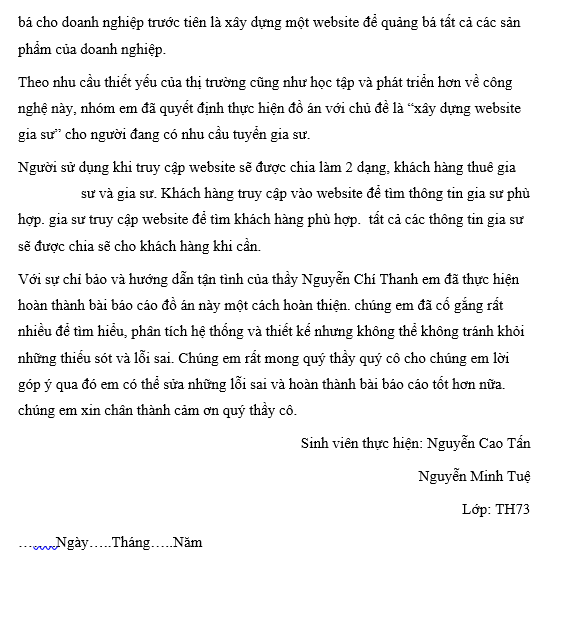 bá cho doanh nghiệp trước tiên là xây dựng một website để quảng bá tất cả các sản
phẩm của doanh nghiệp.
Theo nhu cầu thiết yếu của thị trường cũng như học tập và phát triển hơn về công
nghệ này, nhóm em đã quyết định thực hiện đồ án với chủ đề là “xây dựng website
gia sư” cho người đang có nhu cầu tuyển gia sư.
Người sử dụng khi truy cập website sẽ được chia làm 2 dạng, khách hàng thuê gia
sư và gia sư. Khách hàng truy cập vào website để tìm thông tin gia sư phù
hợp. gia sư truy cập website để tìm khách hàng phù hợp. tất cả các thông tin gia sư
sẽ được chia sẽ cho khách hàng khi cần.
Với sự chỉ bảo và hướng dẫn tận tình của thầy Nguyễn Chí Thanh em đã thực hiện
hoàn thành bài báo cáo đồ án này một cách hoàn thiện. chúng em đã cố gắng rất
nhiều để tìm hiểu, phân tích hệ thống và thiết kế nhưng không thể không tránh khỏi
những thiếu sót và lỗi sai. Chúng em rất mong quý thầy quý cô cho chúng em lời
góp ý qua đó em có thể sửa những lỗi sai và hoàn thành bài báo cáo tốt hơn nữa.
chúng em xin chân thành cảm ơn quý thầy cô.
Sinh viên thực hiện: Nguyễn Cao Tấn
Nguyễn Minh Tuệ
Lớp: TH73
…......Ngày…..Tháng…..Năm